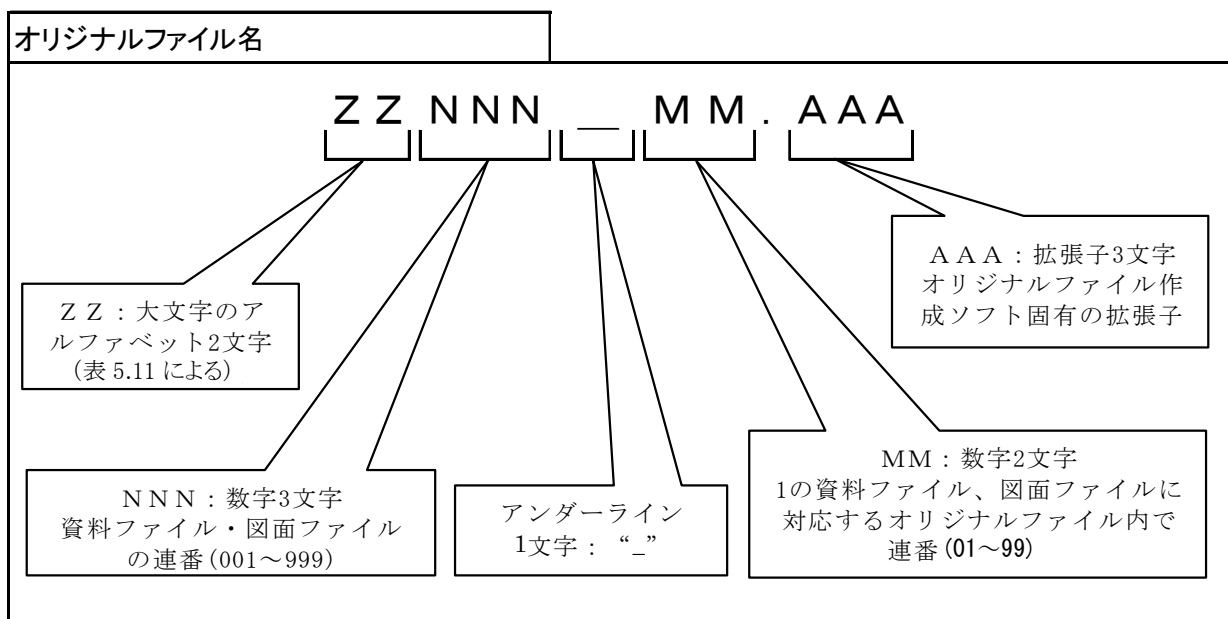 オリジナルファイル名
ＺＺＮＮＮ＿ＭＭ．ＡＡＡ
ＡＡＡ：拡張子3文字
オリジナルファイル作
成ソフト固有の拡張子
ＺＺ：大文字のア
ルファベット2文字
(表 5.11 による)
ＮＮＮ：数字3文字
資料ファイル・図面ファイル
の連番(001～999)
アンダーライン
1文字： “_”
ＭＭ：数字2文字
1の資料ファイル、図面ファイルに
対応するオリジナルファイル内で
連番(01～99)